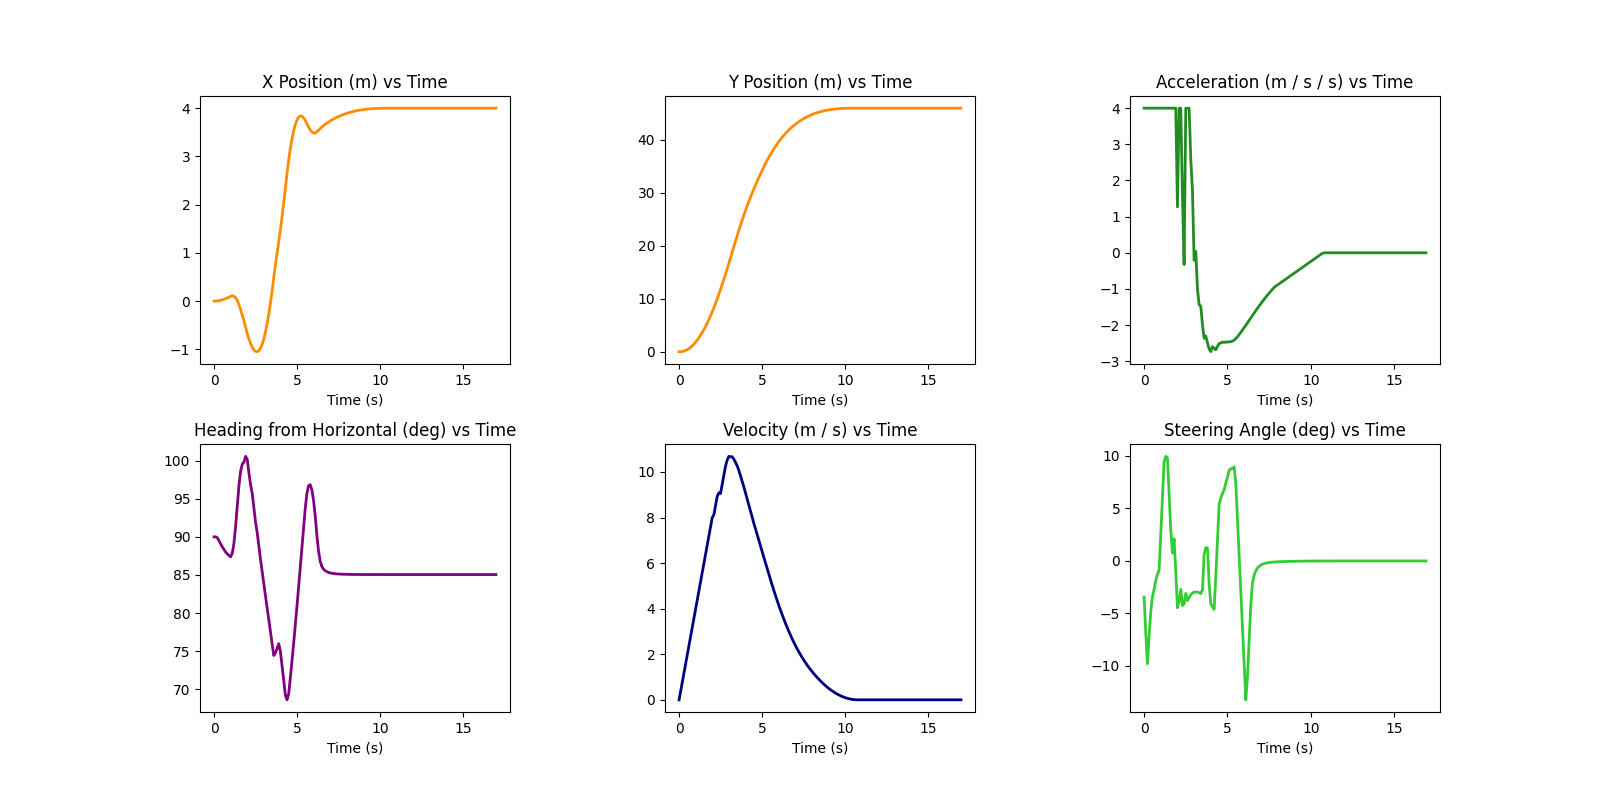 X Position (m) vs Time
4
3
2
1
0
−1
0 5 10 15
Time (s)
Y Position (m) vs Time
40
30
20
10
0
0 5 10 15
Time (s)
Acceleration (m / s / s) vs Time
4
3
2
1
0
−1
−2
−3
0 5 10 15
Time (s)
Heading from Horizontal (deg) vs Time
100
95
90
85
80
75
70
0 5 10 15
Time (s)
Velocity (m / s) vs Time
10
8
6
4
2
0
0 5 10 15
Time (s)
Steering Angle (deg) vs Time
10
5
0
−5
−10
0 5 10 15
Time (s)